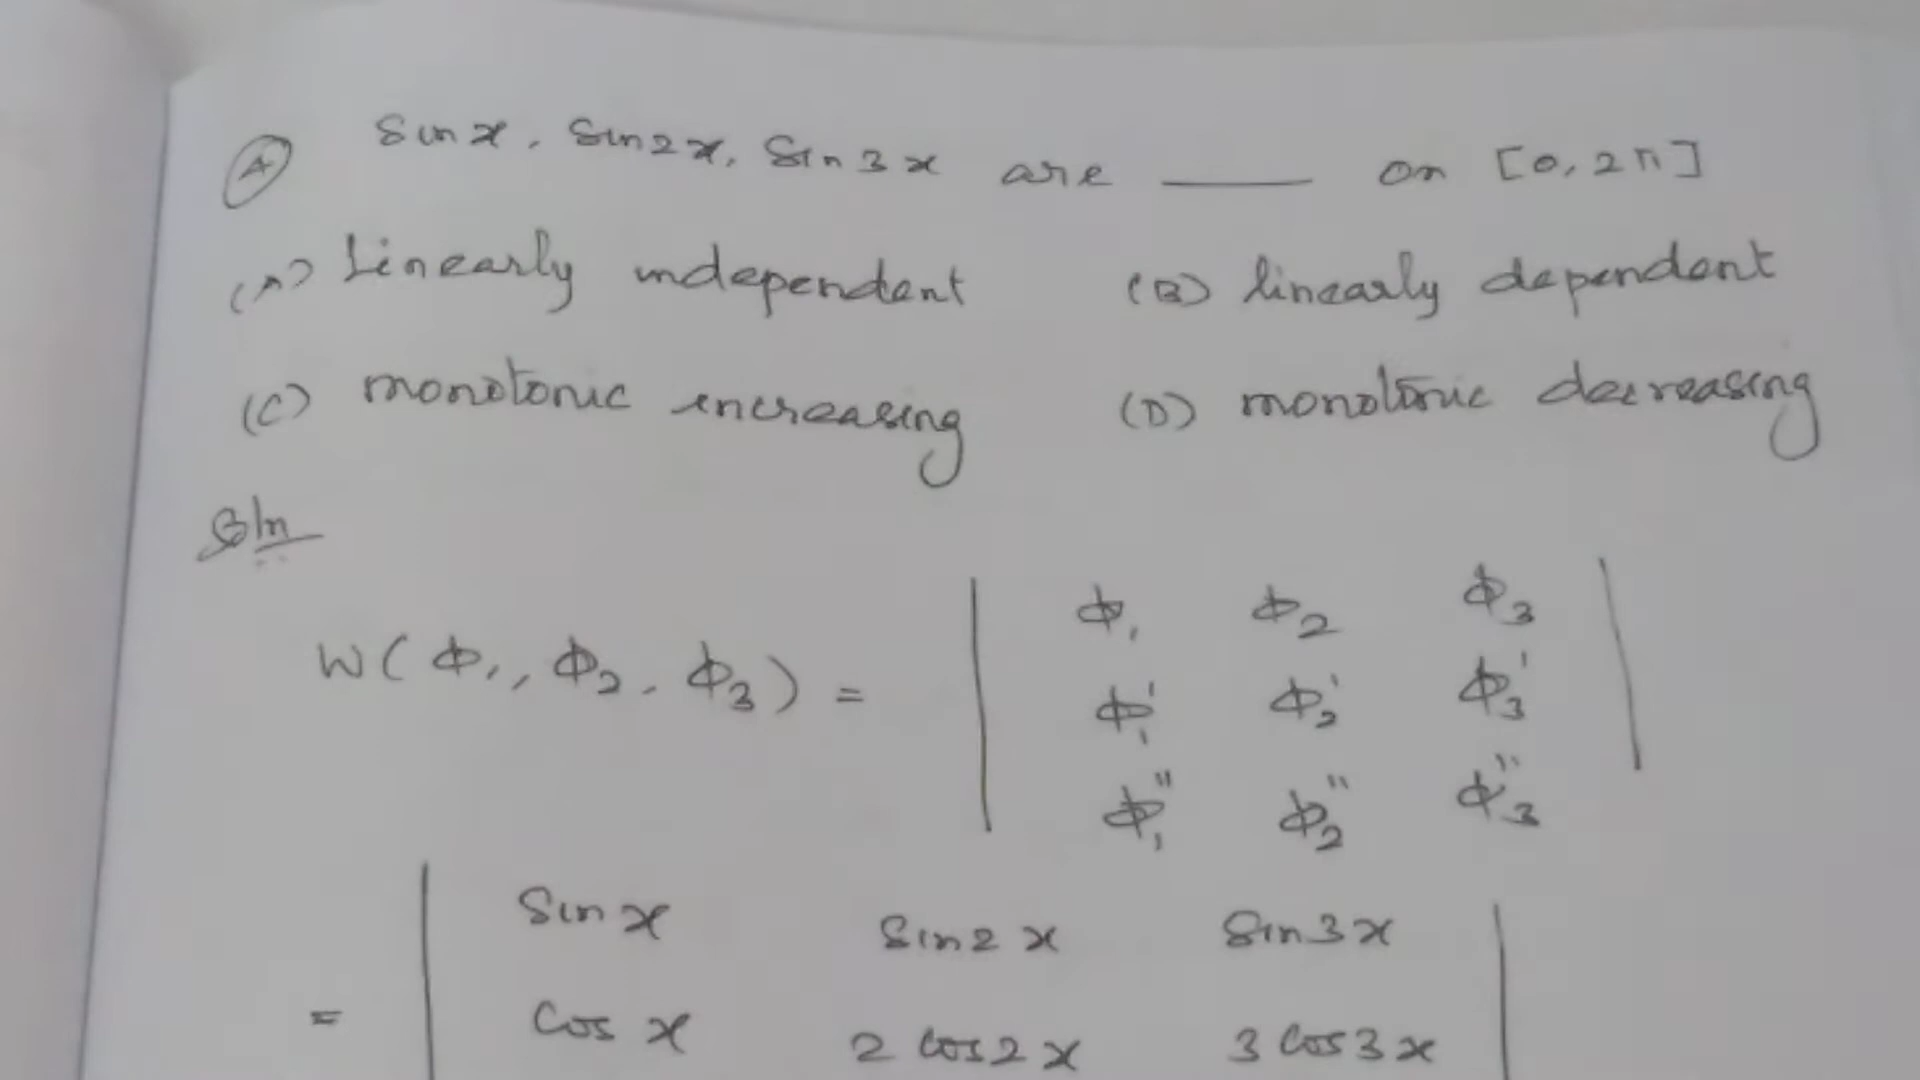 (A) Sin x, Sin 2x, Sin 3x are ____ on [0, 2π]
(A) Linearly independent (B) linearly dependent
(C) monotonic increasing (D) monotonic decreasing
Soln
W(ϕ₁, ϕ₂, ϕ₃) = | ϕ₁ ϕ₂ ϕ₃ |
ϕ₁' ϕ₂' ϕ₃'
ϕ₁'' ϕ₂'' ϕ₃''
= | Sin x Sin 2x Sin 3x |
Cos x 2 Cos 2x 3 Cos 3x